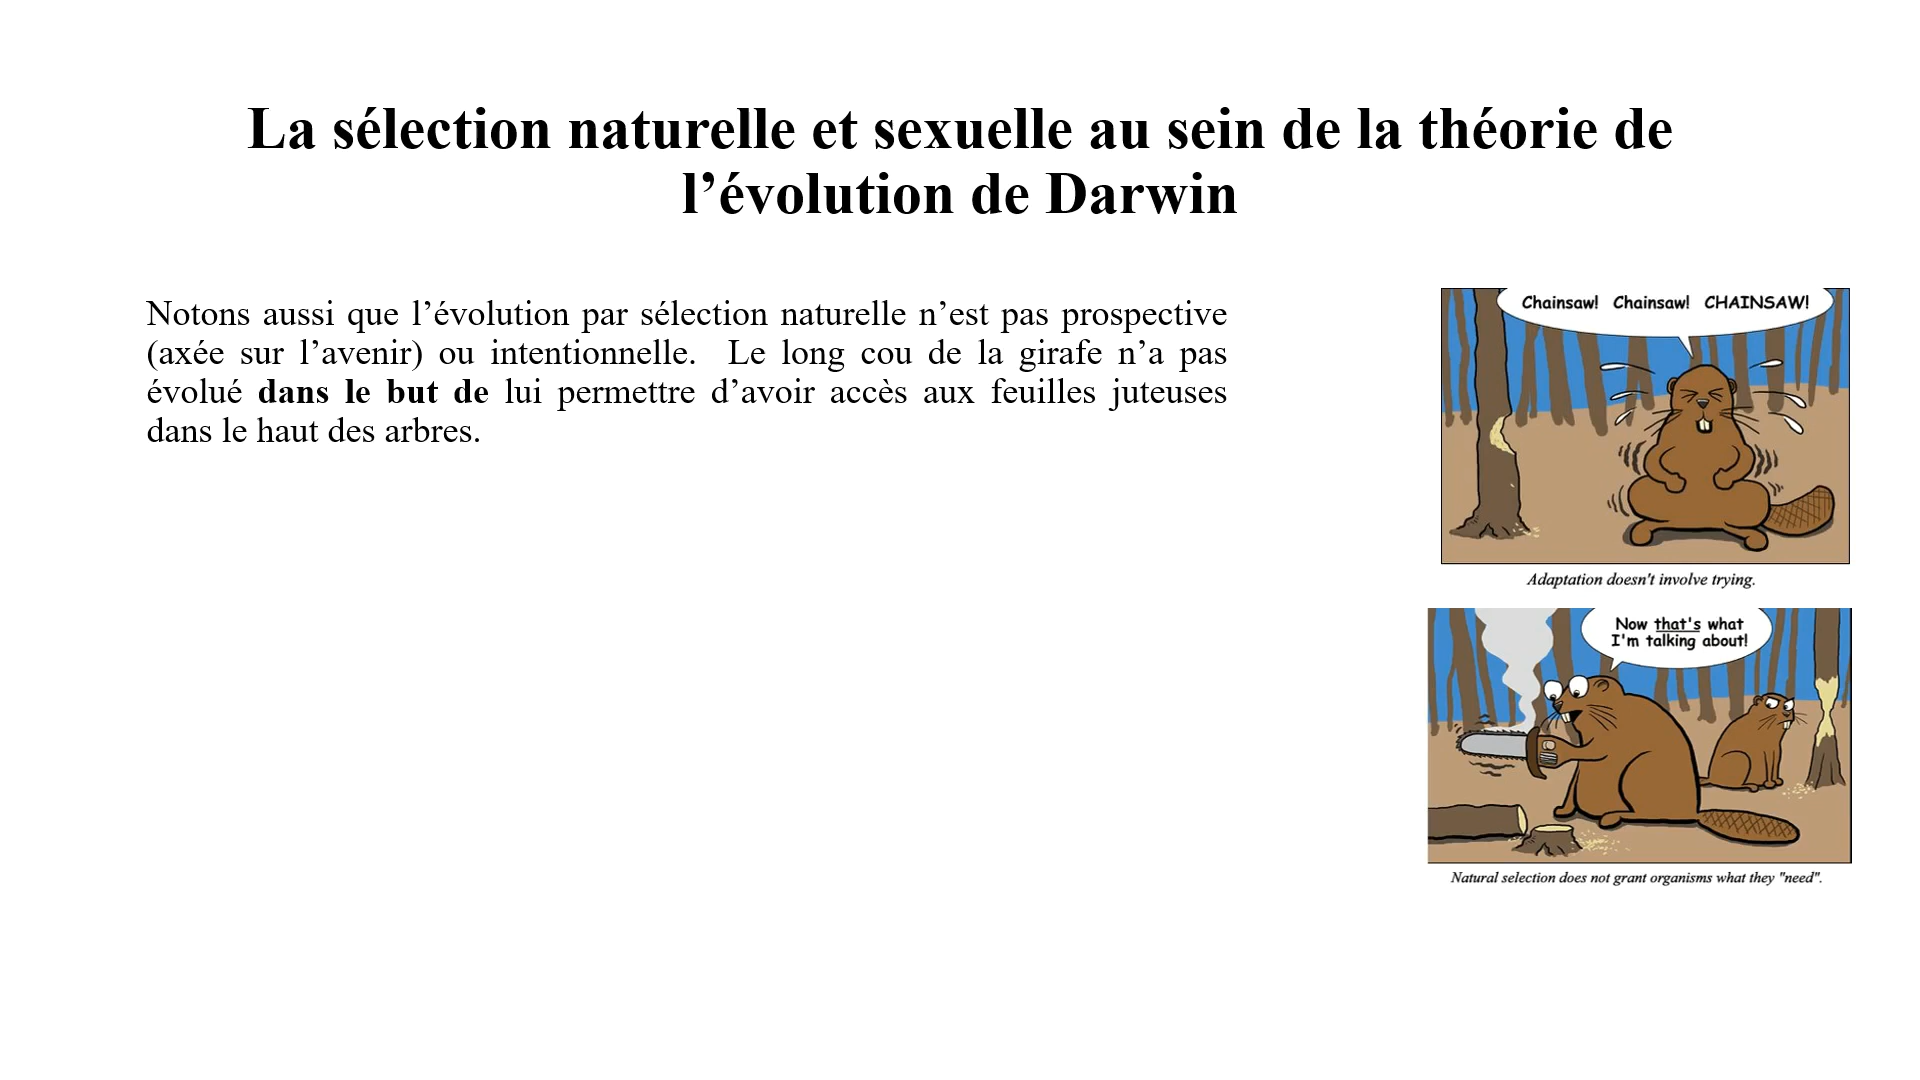 La sélection naturelle et sexuelle au sein de la théorie de
l’évolution de Darwin
Notons aussi que l’évolution par sélection naturelle n’est pas prospective
(axée sur l’avenir) ou intentionnelle.  Le long cou de la girafe n’a pas
évolué dans le but de lui permettre d’avoir accès aux feuilles juteuses
dans le haut des arbres.
Chainsaw! Chainsaw! CHAINSAW!
Adaptation doesn't involve trying.
Now that's what
I'm talking about!
Natural selection does not grant organisms what they "need".